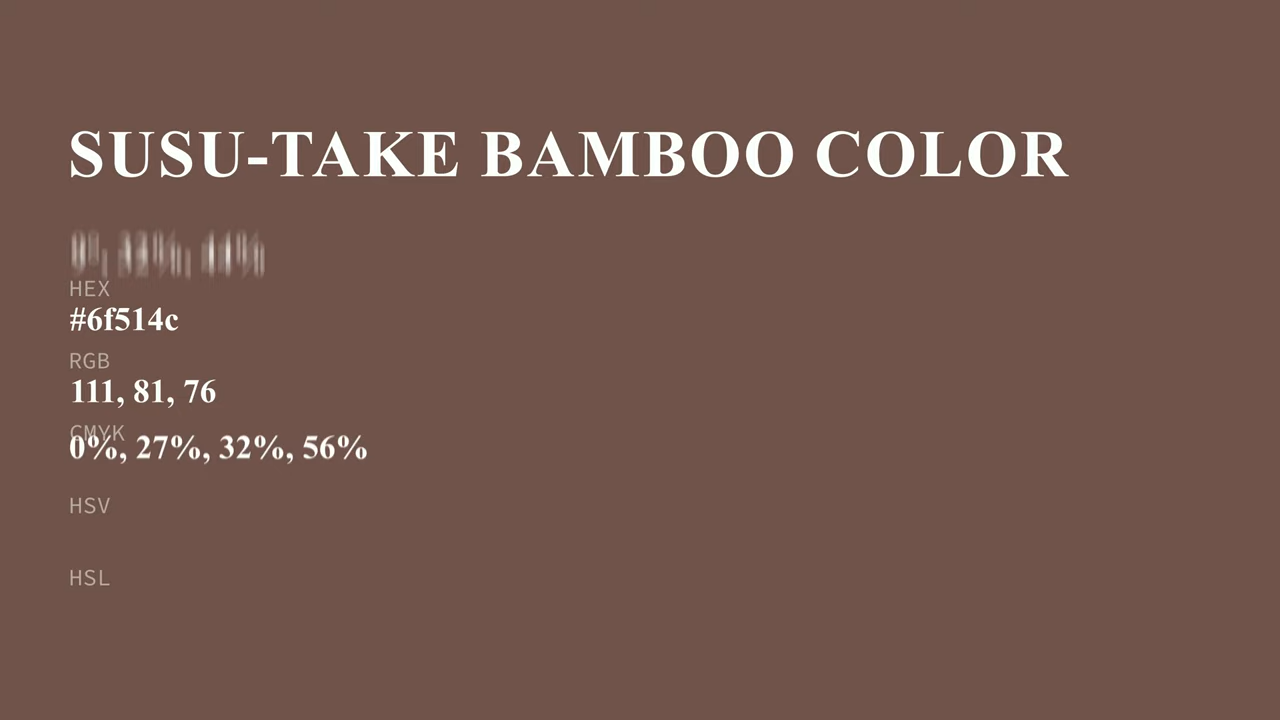 SUSU-TAKE BAMBOO COLOR
HEX
#6f514c
RGB
111, 81, 76
CMYK
0%, 27%, 32%, 56%
HSV
HSL